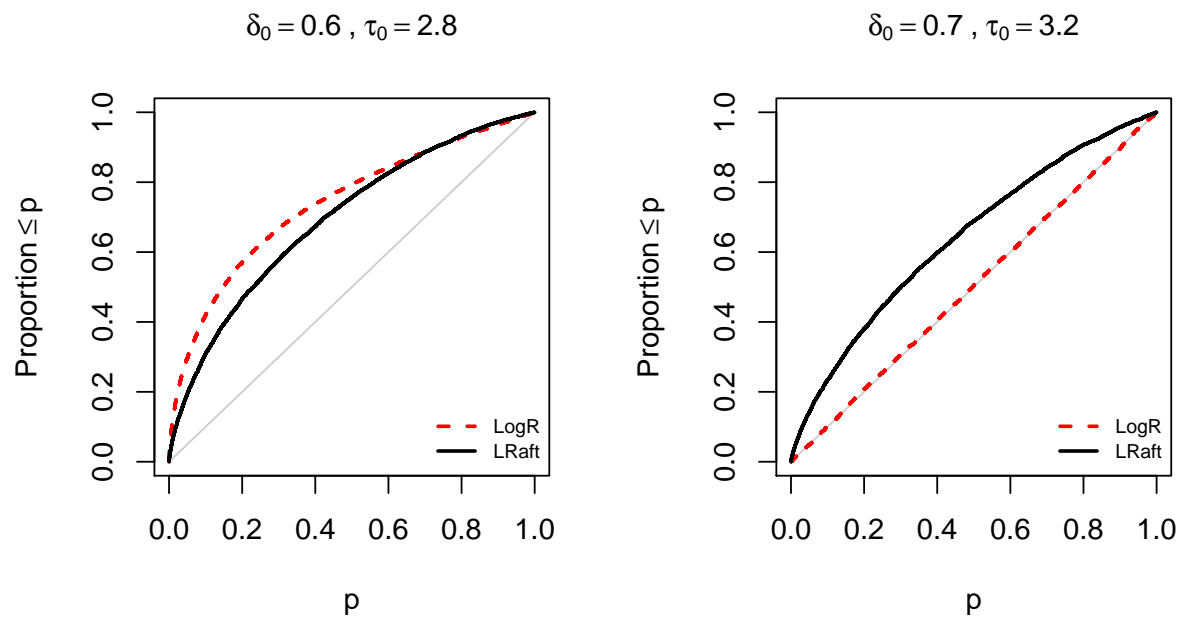 δ₀ = 0.6 , τ₀ = 2.8
Proportion ≤ p
1.0
0.8
0.6
0.4
0.2
0.0
LogR
LRaft
0.0 0.2 0.4 0.6 0.8 1.0
p
δ₀ = 0.7 , τ₀ = 3.2
Proportion ≤ p
1.0
0.8
0.6
0.4
0.2
0.0
LogR
LRaft
0.0 0.2 0.4 0.6 0.8 1.0
p